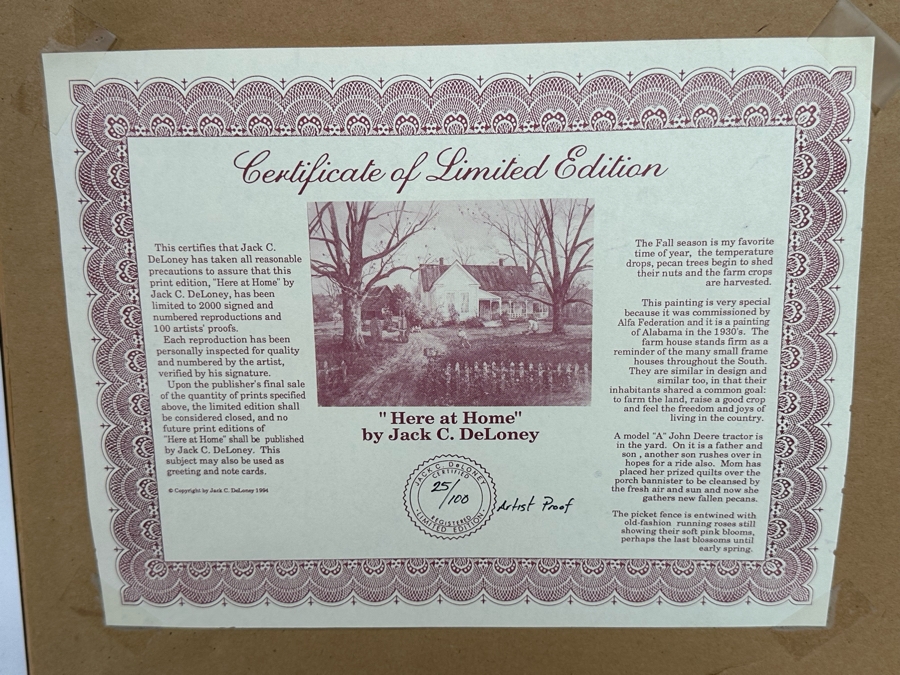 Certificate of Limited Edition
This certifies that Jack C.
DeLoney has taken all reasonable
precautions to assure that this
print edition, "Here at Home" by
Jack C. DeLoney, has been
limited to 2000 signed and
numbered reproductions and
100 artists' proofs.
Each reproduction has been
personally inspected for quality
and numbered by the artist,
verified by his signature.
Upon the publisher's final sale
of the quantity of prints specified
above, the limited edition shall
be considered closed, and no
future print editions of
"Here at Home" shall be published
by Jack C. DeLoney. This
subject may also be used as
greeting and note cards.
© Copyright by Jack C. DeLoney 1994
"Here at Home"
by Jack C. DeLoney
JACK C. DeLONEY
CERTIFIED
25/100
REGISTERED
LIMITED EDITION
Artist Proof
The Fall season is my favorite
time of year, the temperature
drops, pecan trees begin to shed
their nuts and the farm crops
are harvested.
This painting is very special
because it was commissioned by
Alfa Federation and it is a painting
of Alabama in the 1930's. The
farm house stands firm as a
reminder of the many small frame
houses throughout the South.
They are similar in design and
similar too, in that their
inhabitants shared a common goal:
to farm the land, raise a good crop
and feel the freedom and joys of
living in the country.
A model "A" John Deere tractor is
in the yard. On it is a father and
son , another son rushes over in
hopes for a ride also. Mom has
placed her prized quilts over the
porch bannister to be cleansed by
the fresh air and sun and now she
gathers new fallen pecans.
The picket fence is entwined with
old-fashion running roses still
showing their soft pink blooms,
perhaps the last blossoms until
early spring.